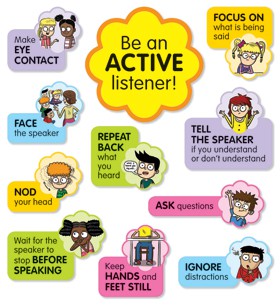 Be an
ACTIVE
listener!
Make
EYE
CONTACT
FOCUS ON
what is being
said
FACE
the speaker
REPEAT
BACK
what
you
heard
TELL
THE SPEAKER
if you understand
or don't understand
NOD
your head
ASK questions
Wait for the
speaker to
stop BEFORE
SPEAKING
Keep
HANDS and
FEET STILL
IGNORE
distractions